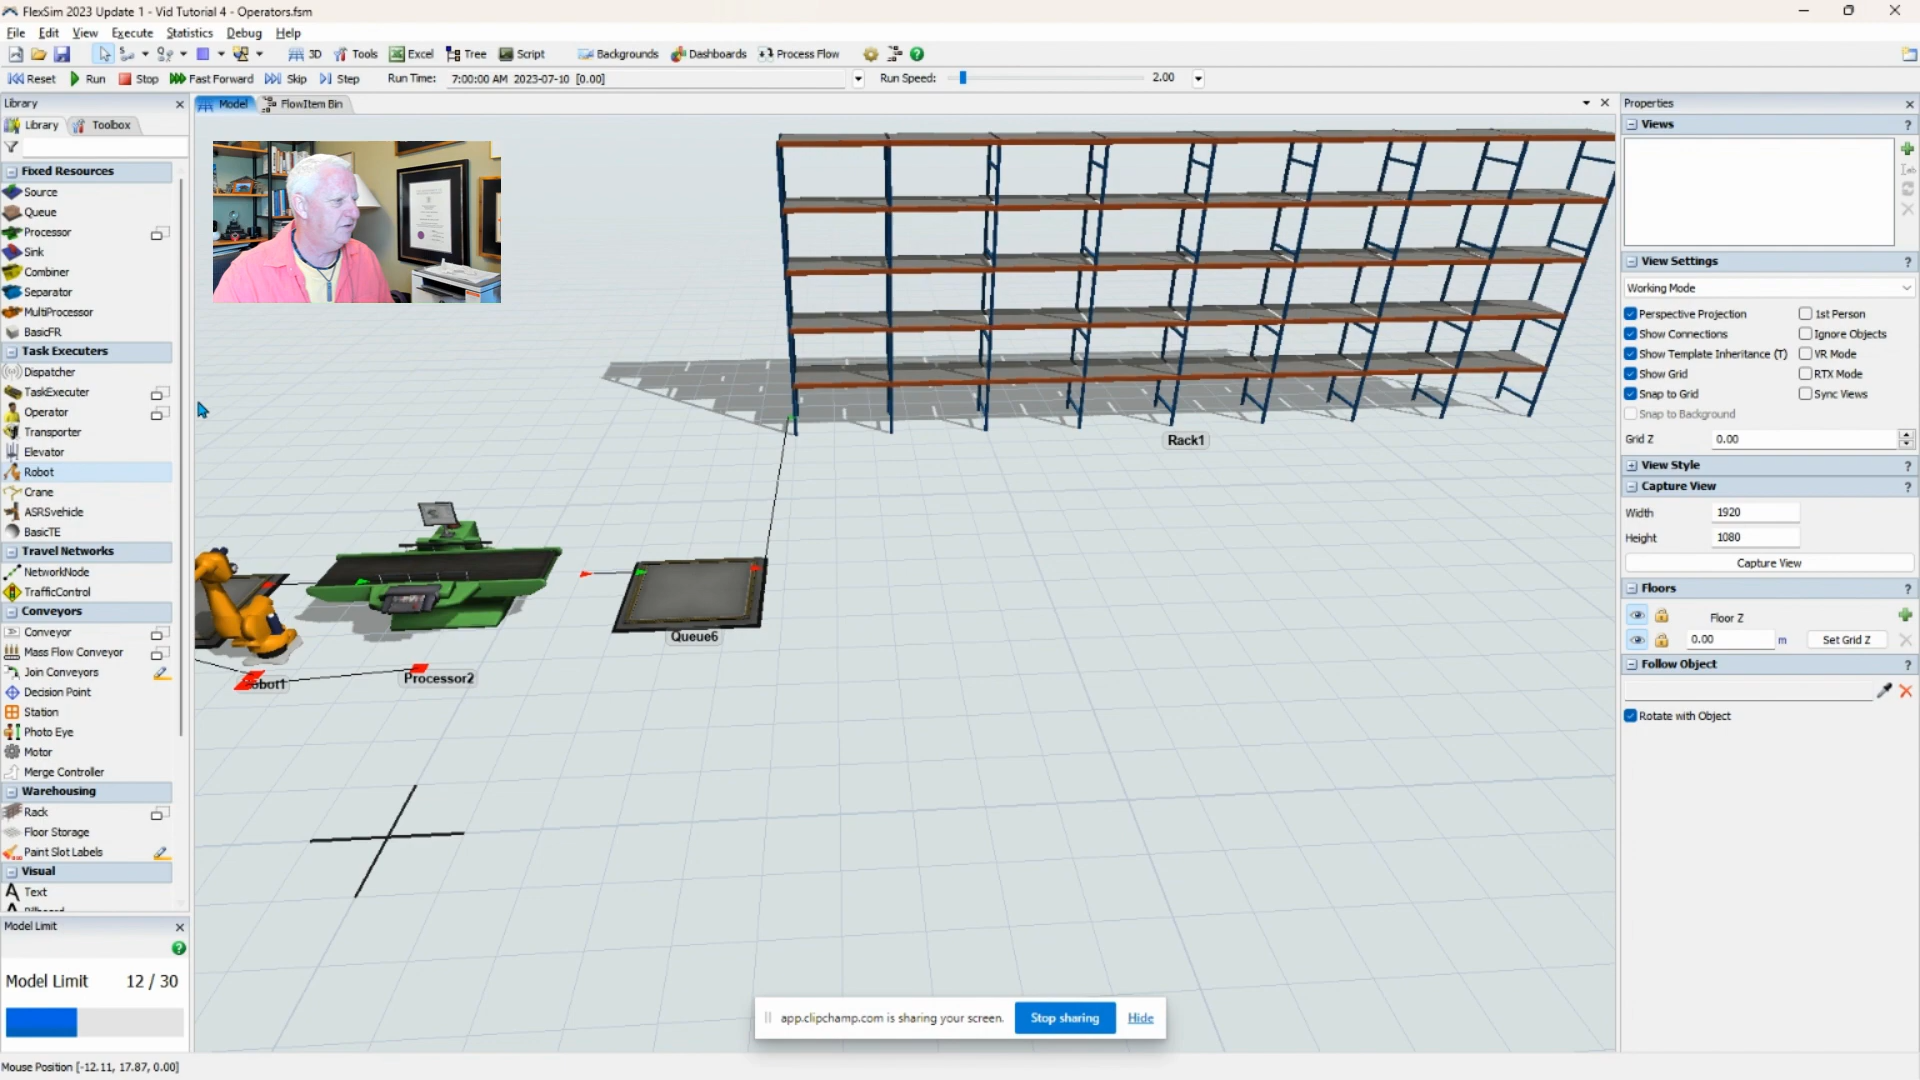 FlexSim 2023 Update 1 - Vid Tutorial 4 - Operators.fsm
File Edit View Execute Statistics Debug Help
3D Tools Excel Tree Script Backgrounds Dashboards Process Flow
Reset Run Stop Fast Forward Skip Step Run Time: 7:00:00 AM 2023-07-10 [0.00] Run Speed: 2.00
Library
Library Toolbox
Fixed Resources
Source
Queue
Processor
Sink
Combiner
Separator
MultiProcessor
BasicFR
Task Executers
Dispatcher
TaskExecuter
Operator
Transporter
Elevator
Robot
Crane
ASRSvehicle
BasicTE
Travel Networks
NetworkNode
TrafficControl
Conveyors
Conveyor
Mass Flow Conveyor
Join Conveyors
Decision Point
Station
Photo Eye
Motor
Merge Controller
Warehousing
Rack
Floor Storage
Paint Slot Labels
Visual
A Text
Model Limit
Model Limit 12 / 30
Mouse Position [-12.11, 17.87, 0.00]
Model FlowItem Bin
Rack1
Queue6
Processor2
obot1
app.clipchamp.com is sharing your screen. Stop sharing Hide
Properties
Views
View Settings
Working Mode
Perspective Projection 1st Person
Show Connections Ignore Objects
Show Template Inheritance (T) VR Mode
Show Grid RTX Mode
Snap to Grid Sync Views
Snap to Background
Grid Z 0.00
View Style
Capture View
Width 1920
Height 1080
Capture View
Floors
Floor Z
0.00 m Set Grid Z
Follow Object
Rotate with Object